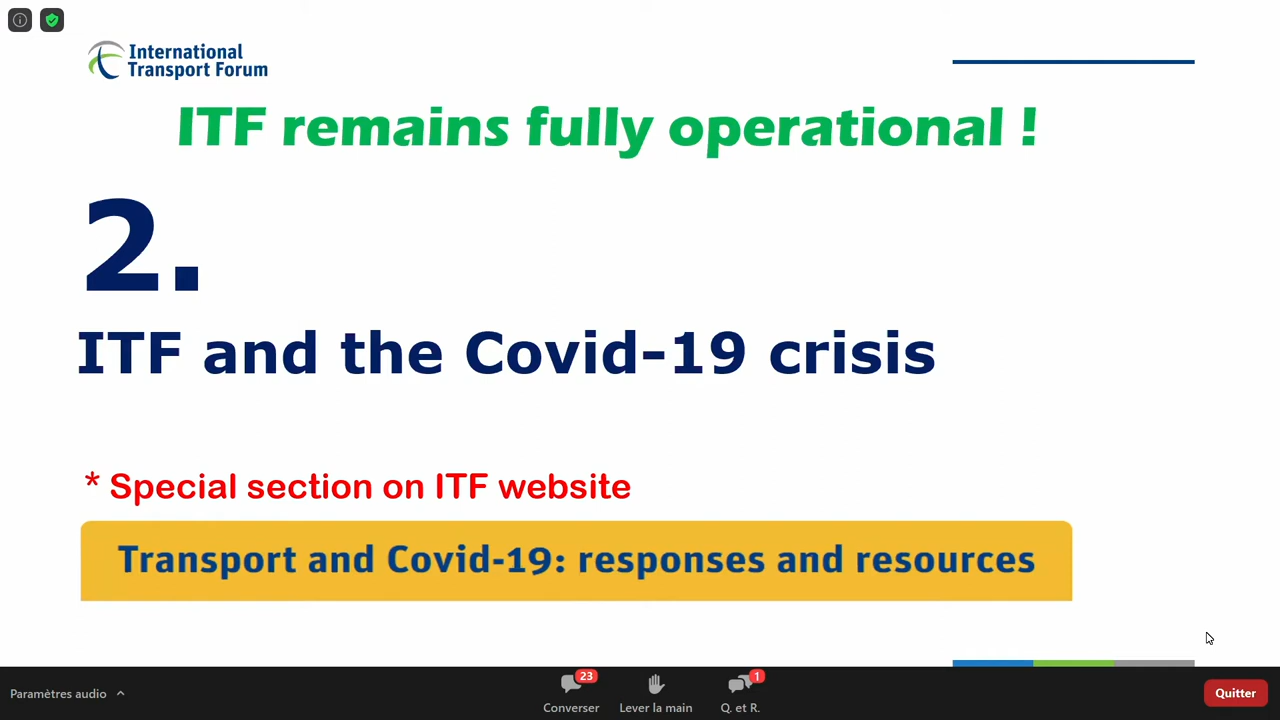 International
Transport Forum
ITF remains fully operational !
2.
ITF and the Covid-19 crisis
* Special section on ITF website
Transport and Covid-19: responses and resources
Paramètres audio
23
Converser
Lever la main
1
Q. et R.
Quitter